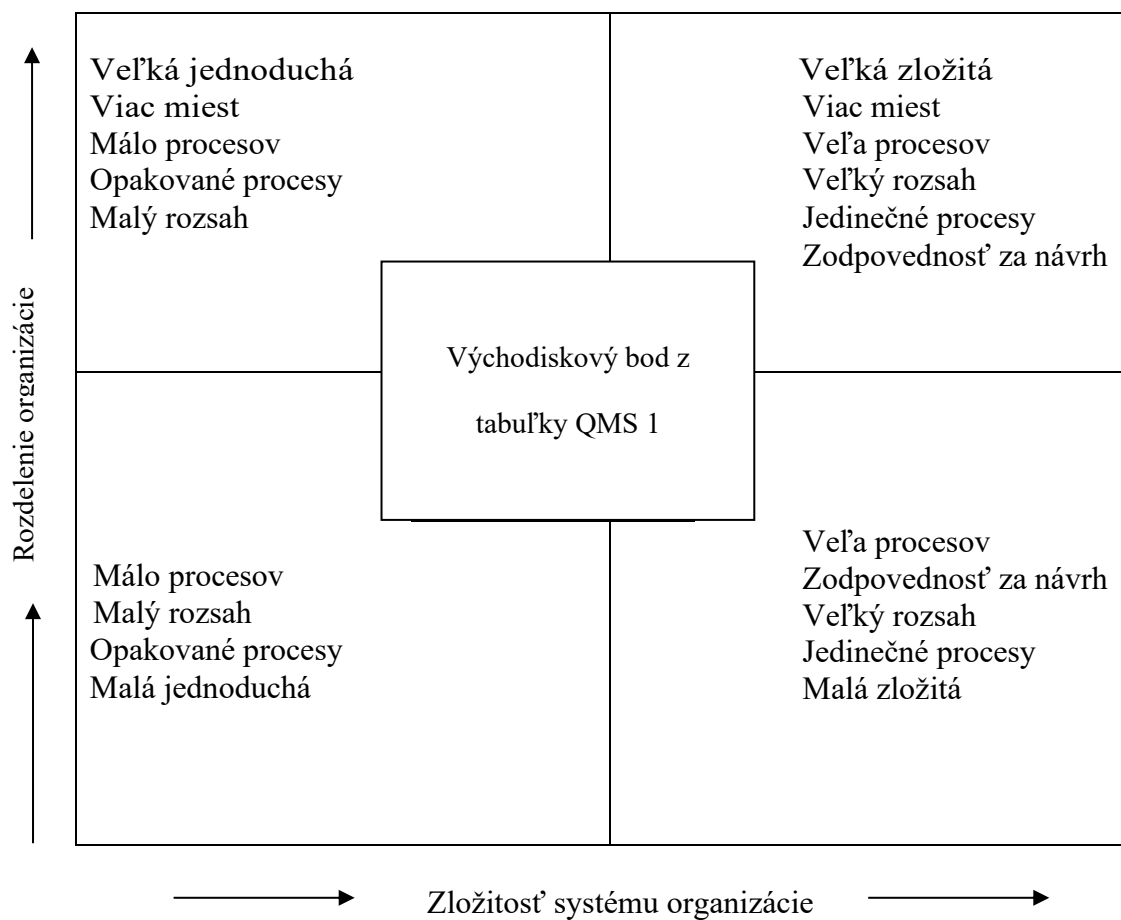 Veľká jednoduchá
Viac miest
Málo procesov
Opakované procesy
Malý rozsah
Veľká zložitá
Viac miest
Veľa procesov
Veľký rozsah
Jedinečné procesy
Zodpovednosť za návrh
Rozdelenie organizácie
Východiskový bod z
tabuľky QMS 1
Málo procesov
Malý rozsah
Opakované procesy
Malá jednoduchá
Veľa procesov
Zodpovednosť za návrh
Veľký rozsah
Jedinečné procesy
Malá zložitá
Zložitosť systému organizácie